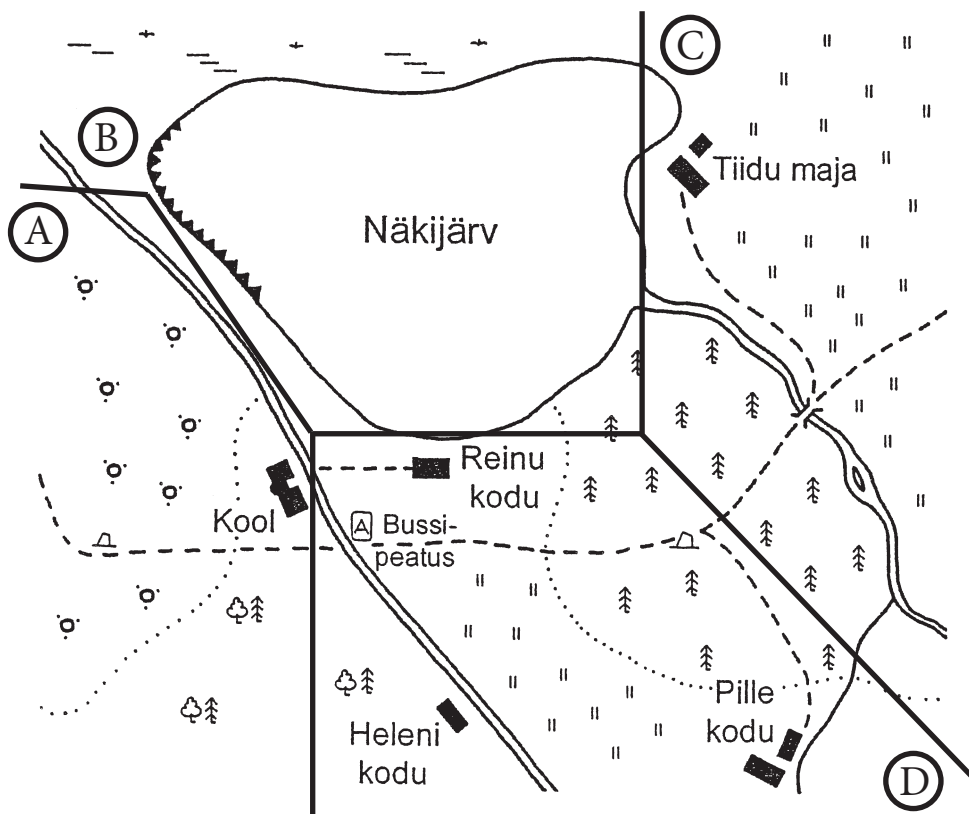 C
B
Tiidu maja
A
Näkijärv
Reinu
kodu
Kool
A
Bussi-
peatus
Pille
kodu
Heleni
kodu
D